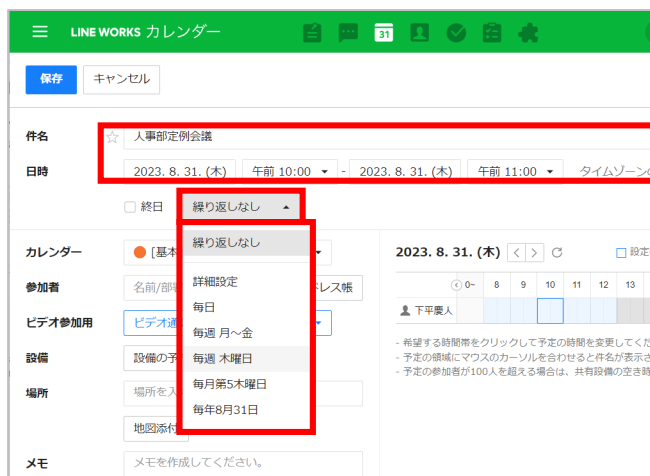 LINE WORKS カレンダー
31
保存 キャンセル
件名 人事部定例会議
日時 2023. 8. 31. (木) 午前 10:00 - 2023. 8. 31. (木) 午前 11:00 タイムゾーンの
終日 繰り返しなし
繰り返しなし
詳細設定
毎日
毎週 月～金
毎週 木曜日
毎月第5木曜日
毎年8月31日
カレンダー [基本
参加者 名前/部 ドレス帳
ビデオ参加用 ビデオ通
設備 設備の予
場所 場所を入
地図添付
メモ メモを作成してください。
2023. 8. 31. (木) 設定
0~ 8 9 10 11 12 13
下平慶人
- 希望する時間帯をクリックして予定の時間を変更してくだ
- 予定の領域にマウスのカーソルを合わせると件名が表示さ
- 予定の参加者が100人を超える場合は、共有設備の空き時